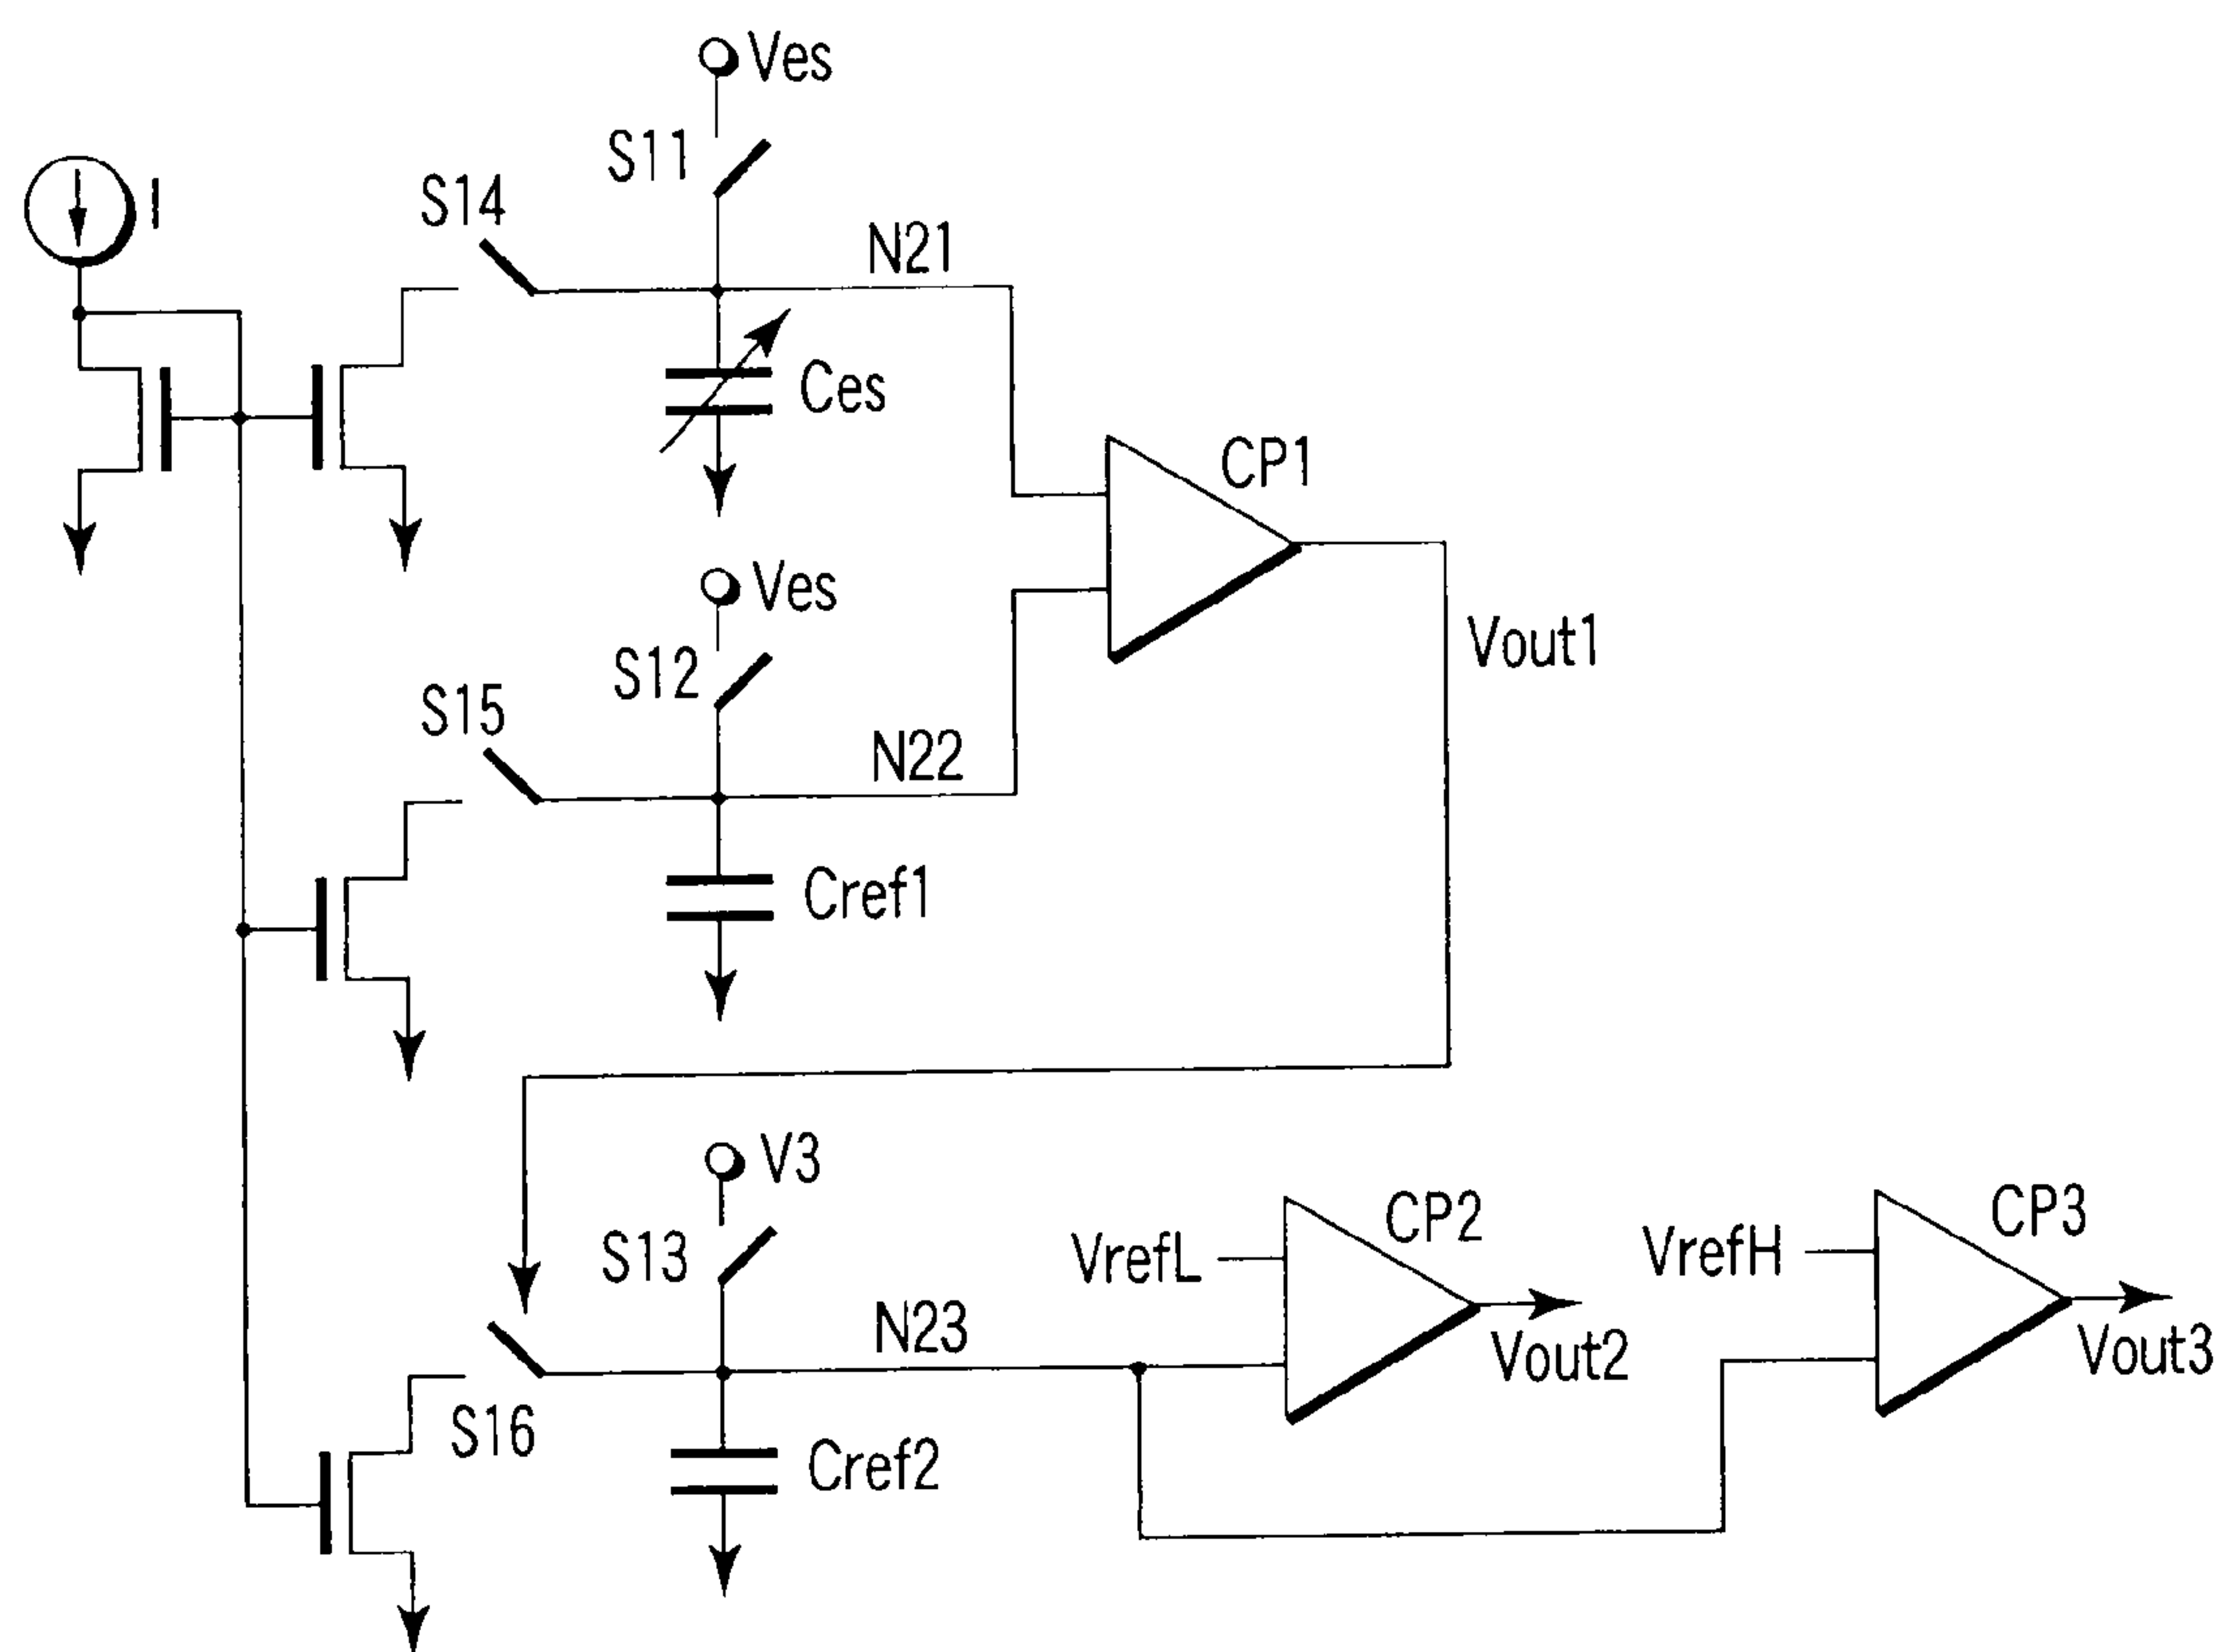 Ves
S11
I
S14
N21
Ces
CP1
Ves
S12
Vout1
S15
N22
Cref1
V3
S13
CP2
CP3
VrefL
VrefH
N23
Vout2
Vout3
S16
Cref2